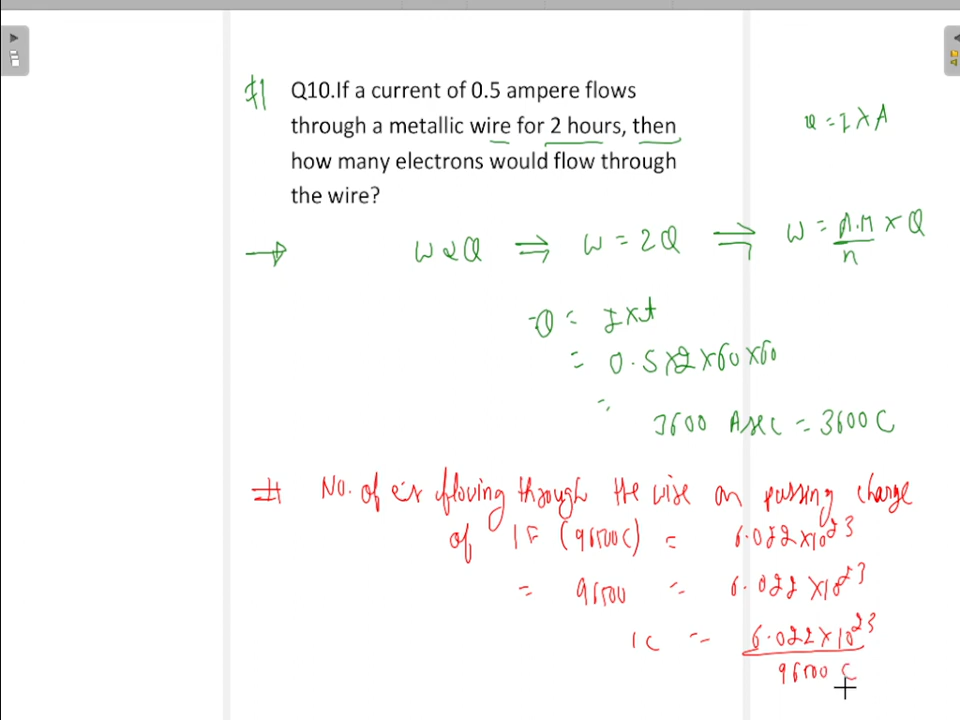 Q10.If a current of 0.5 ampere flows
through a metallic wire for 2 hours, then
how many electrons would flow through
the wire?
W ∝ Q ⇒ W = ZQ ⇒ W = A.M/n × Q
Q = I×t
= 0.5×2×60×60
=
3600 Asec = 3600 C
No. of e⁻s flowing through the wire on passing charge
of 1F (96500C) = 6.022×10²³
= 96500 = 6.022×10²³
1C = 6.022×10²³
96500 C